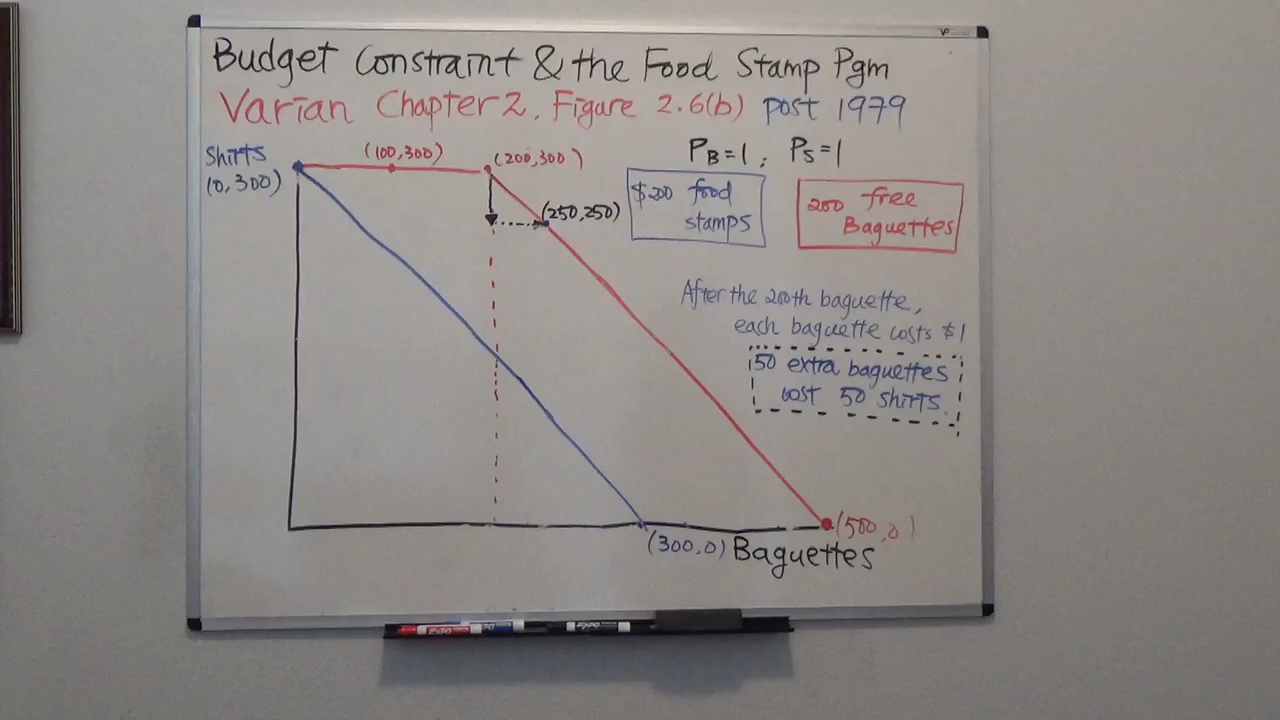 Budget Constraint & the Food Stamp Pgm
Varian Chapter 2, Figure 2.6(b) post 1979
Shirts
(0,300)
(100,300)
(200,300)
(250,250)
PB=1; PS=1
$200 food
stamps
200 free
Baguettes
After the 200th baguette,
each baguette costs $1
50 extra baguettes
cost 50 shirts.
(300,0)
Baguettes
(500,0)
EXPO
EXPO